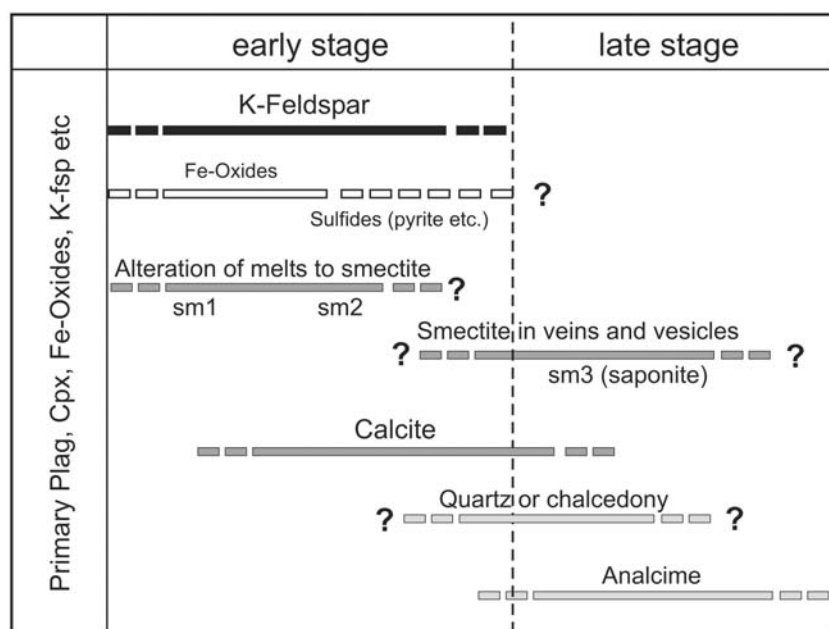 early stage
late stage
Primary Plag, Cpx, Fe-Oxides, K-fsp etc
K-Feldspar
Fe-Oxides
?
Sulfides (pyrite etc.)
Alteration of melts to smectite
?
sm1
sm2
Smectite in veins and vesicles
?
?
sm3 (saponite)
Calcite
Quartz or chalcedony
?
?
Analcime